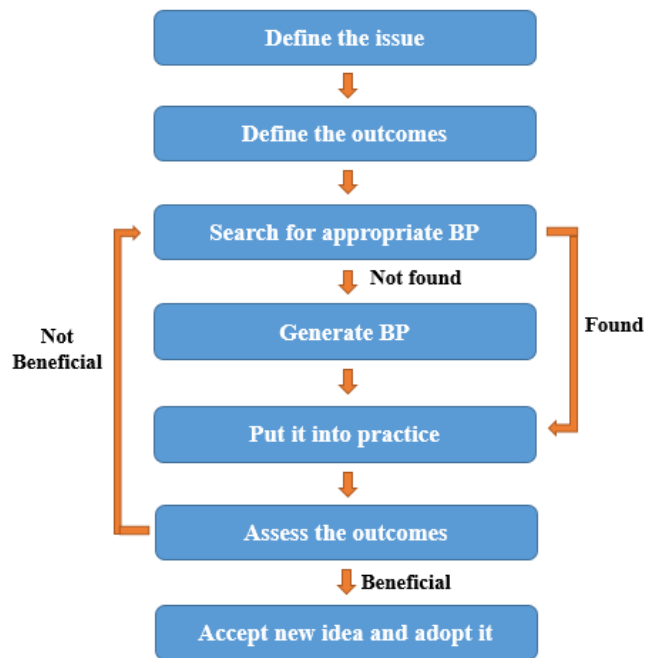 Define the issue
Define the outcomes
Search for appropriate BP
Not found
Not
Beneficial
Found
Generate BP
Put it into practice
Assess the outcomes
Beneficial
Accept new idea and adopt it